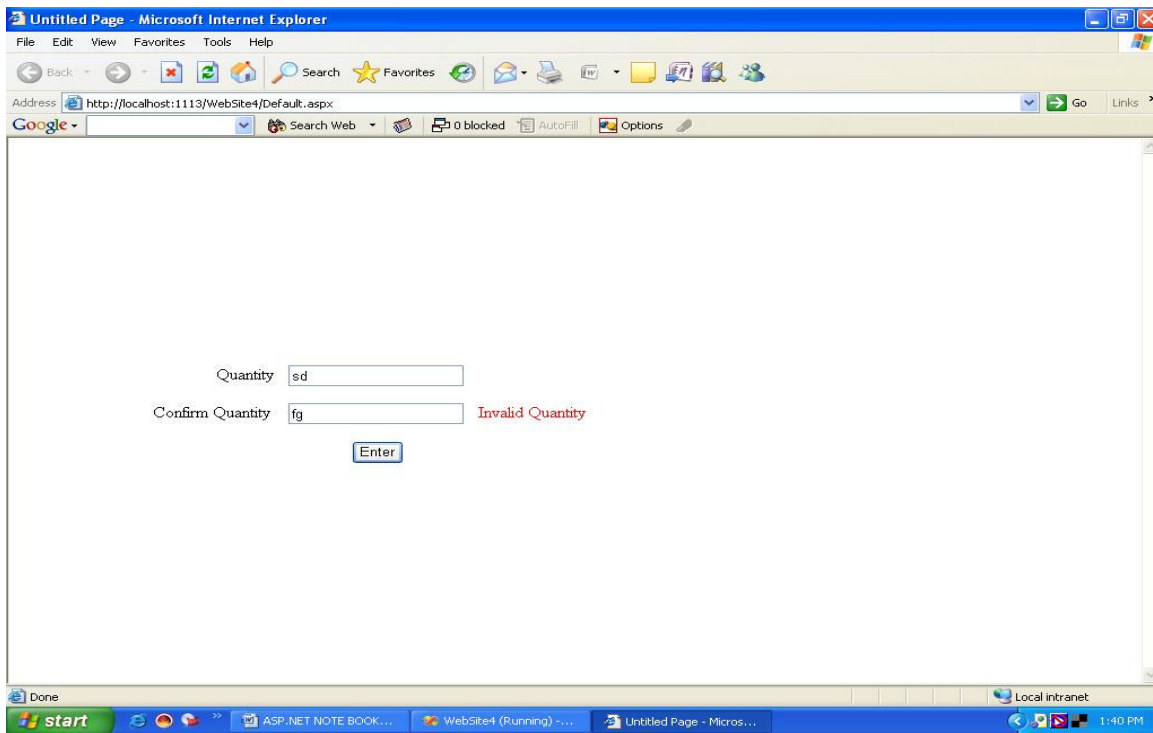 Untitled Page - Microsoft Internet Explorer
File Edit View Favorites Tools Help
Back Search Favorites
Address http://localhost:1113/WebSite4/Default.aspx Go Links
Google Search Web 0 blocked AutoFill Options
Quantity sd
Confirm Quantity fg Invalid Quantity
Enter
Done Local intranet
start ASP.NET NOTE BOOK... WebSite4 (Running) -... Untitled Page - Micros... 1:40 PM